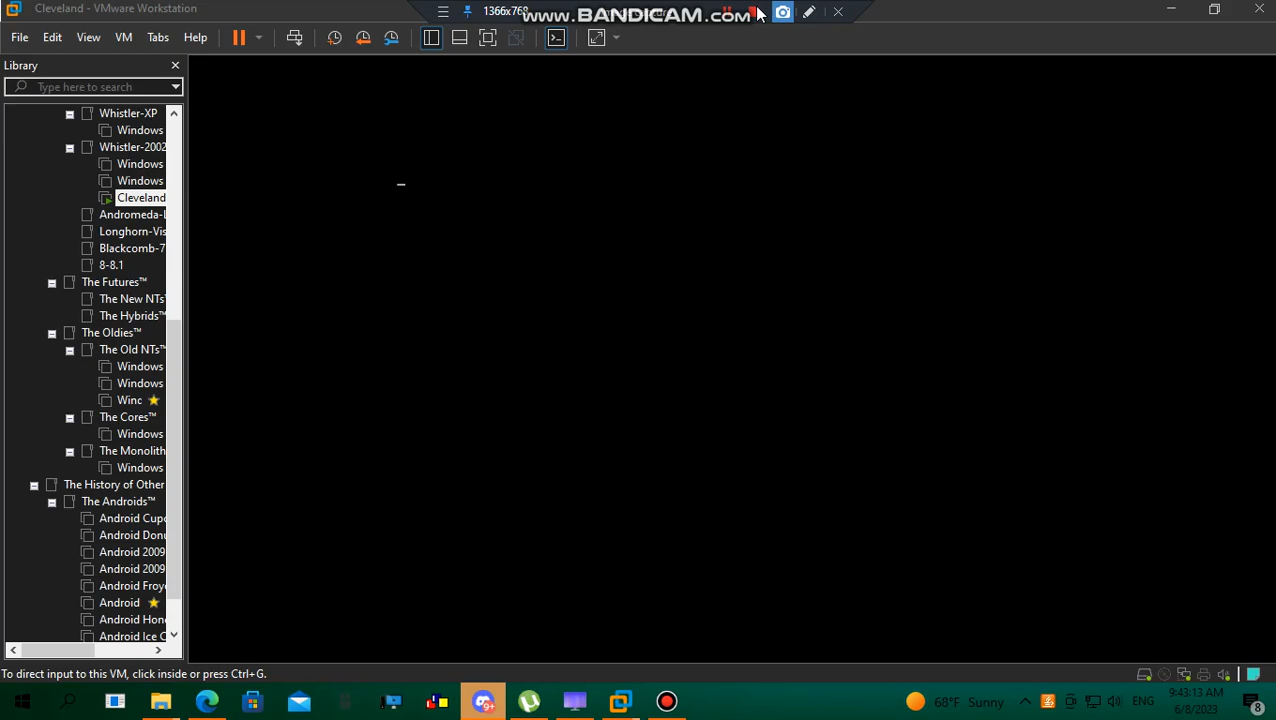 Cleveland - VMware Workstation
1366x768
www.BANDICAM.com
File Edit View VM Tabs Help
Library
Type here to search
Whistler-XP
Windows
Whistler-2002
Windows
Windows
Cleveland
Andromeda-L
Longhorn-Vis
Blackcomb-7
8-8.1
The Futures™
The New NTs
The Hybrids™
The Oldies™
The Old NTs™
Windows
Windows
Winc
The Cores™
Windows
The Monolith
Windows
The History of Other
The Androids™
Android Cupc
Android Donu
Android 2009
Android 2009
Android Froy
Android
Android Hon
Android Ice C
To direct input to this VM, click inside or press Ctrl+G.
9+
68°F Sunny
ENG
9:43:13 AM
6/8/2023
8